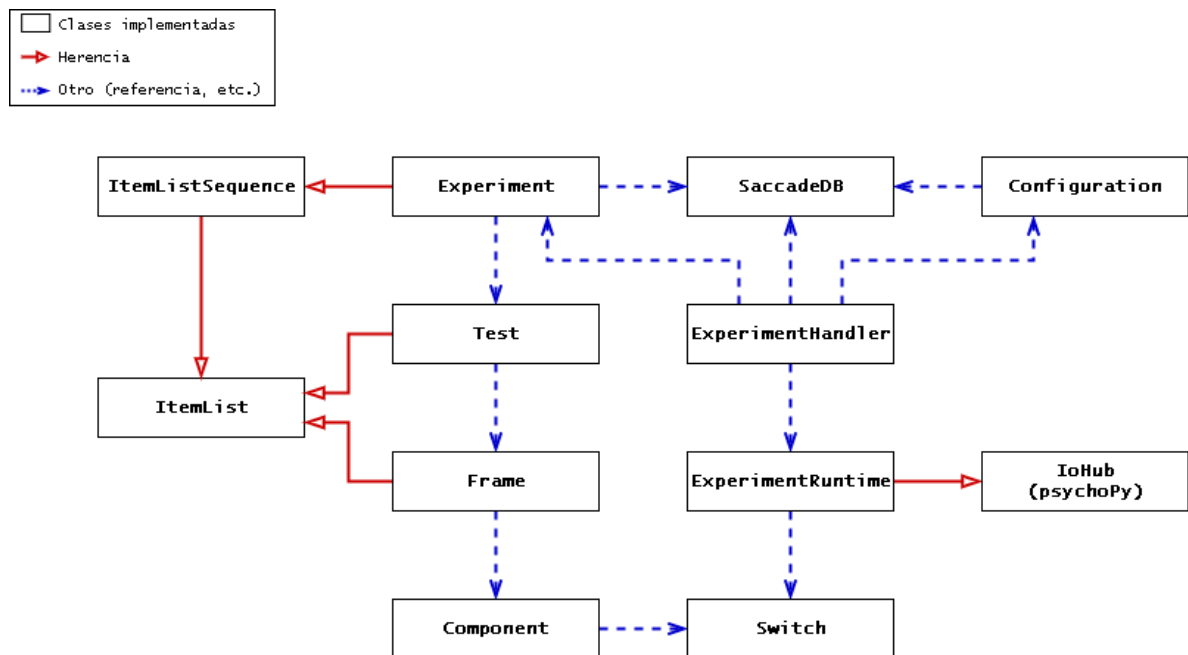 Clases implementadas
Herencia
Otro (referencia, etc.)
ItemListSequence
Experiment
SaccadeDB
Configuration
Test
ExperimentHandler
ItemList
Frame
ExperimentRuntime
IoHub
(psychoPy)
Component
Switch